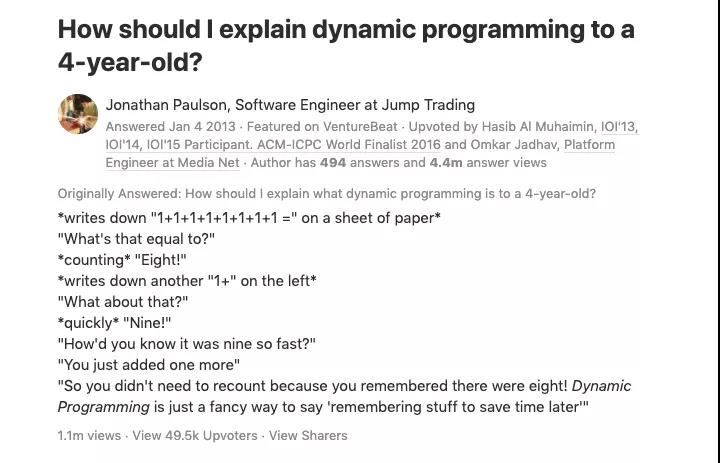 How should I explain dynamic programming to a
4-year-old?
Jonathan Paulson, Software Engineer at Jump Trading
Answered Jan 4 2013 · Featured on VentureBeat · Upvoted by Hasib Al Muhaimin, IOI'13,
IOI'14, IOI'15 Participant. ACM-ICPC World Finalist 2016 and Omkar Jadhav, Platform
Engineer at Media Net · Author has 494 answers and 4.4m answer views
Originally Answered: How should I explain what dynamic programming is to a 4-year-old?
*writes down "1+1+1+1+1+1+1+1 =" on a sheet of paper*
"What's that equal to?"
*counting* "Eight!"
*writes down another "1+" on the left*
"What about that?"
*quickly* "Nine!"
"How'd you know it was nine so fast?"
"You just added one more"
"So you didn't need to recount because you remembered there were eight! Dynamic
Programming is just a fancy way to say 'remembering stuff to save time later'"
1.1m views · View 49.5k Upvoters · View Sharers